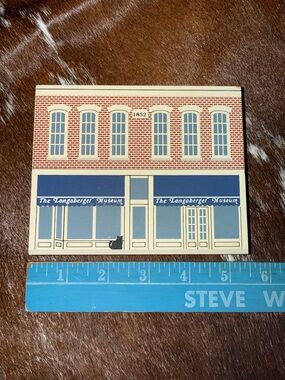 1852
The Longaberger Museum
The Longaberger Museum
1 2 3 4 5 6
STEVE W